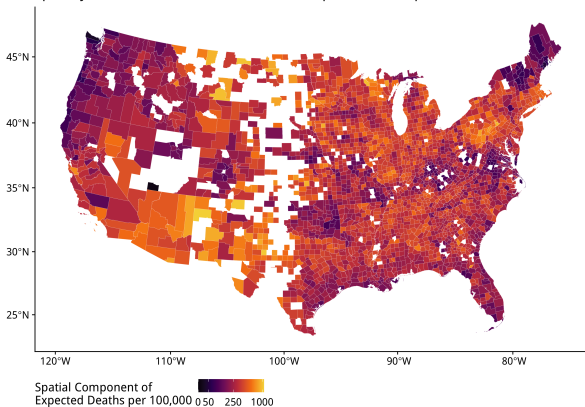 45°N
40°N
35°N
30°N
25°N
120°W 110°W 100°W 90°W 80°W
Spatial Component of
Expected Deaths per 100,000 0 50 250 1000